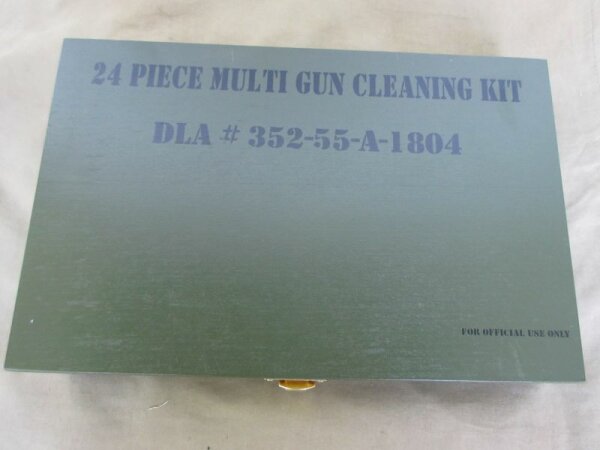 24 PIECE MULTI GUN CLEANING KIT
DLA # 352-55-A-1804
FOR OFFICIAL USE ONLY